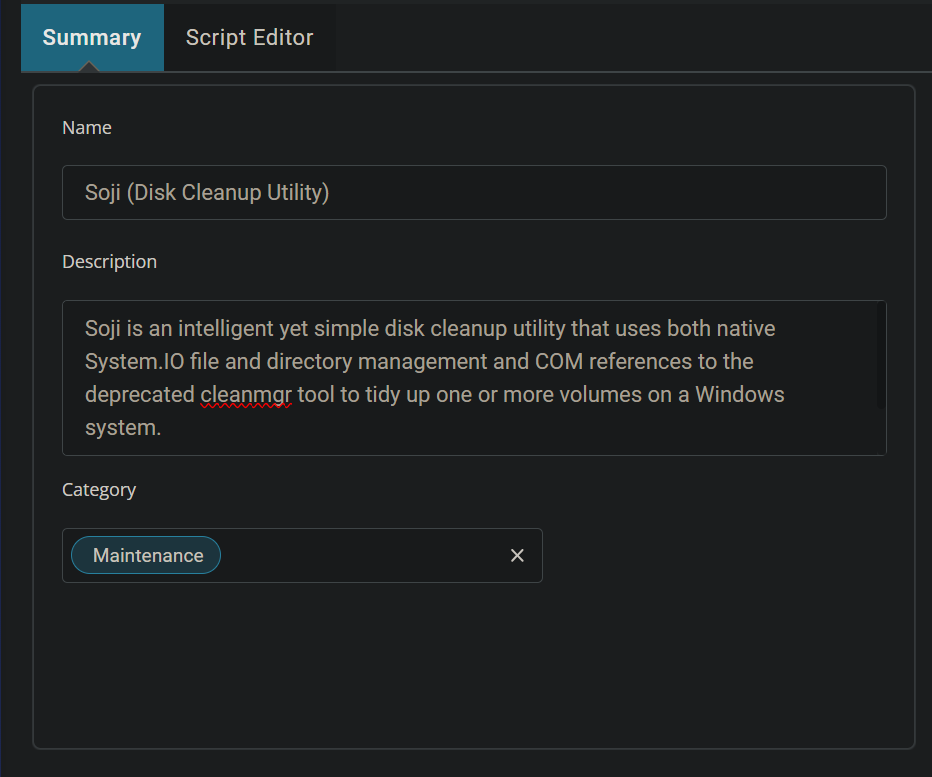 Summary Script Editor
Name
Soji (Disk Cleanup Utility)
Description
Soji is an intelligent yet simple disk cleanup utility that uses both native
System.IO file and directory management and COM references to the
deprecated cleanmgr tool to tidy up one or more volumes on a Windows
system.
Category
Maintenance